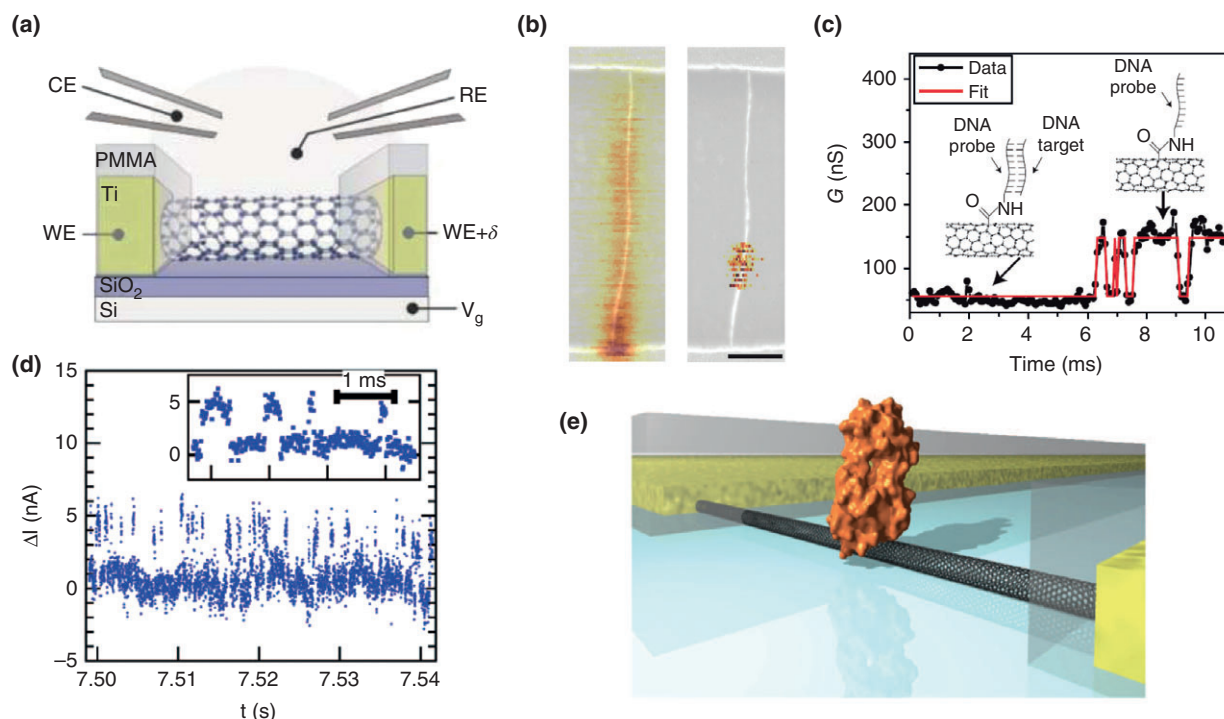 (a)
CE
RE
PMMA
Ti
WE
WE+δ
SiO2
Si
Vg
(b)
(c)
400
300
200
100
G (nS)
Data
Fit
DNA
probe
DNA
target
O
NH
DNA
probe
O
NH
0
2
4
6
8
10
Time (ms)
(d)
15
10
5
0
−5
ΔI (nA)
1 ms
5
0
7.50
7.51
7.52
7.53
7.54
t (s)
(e)